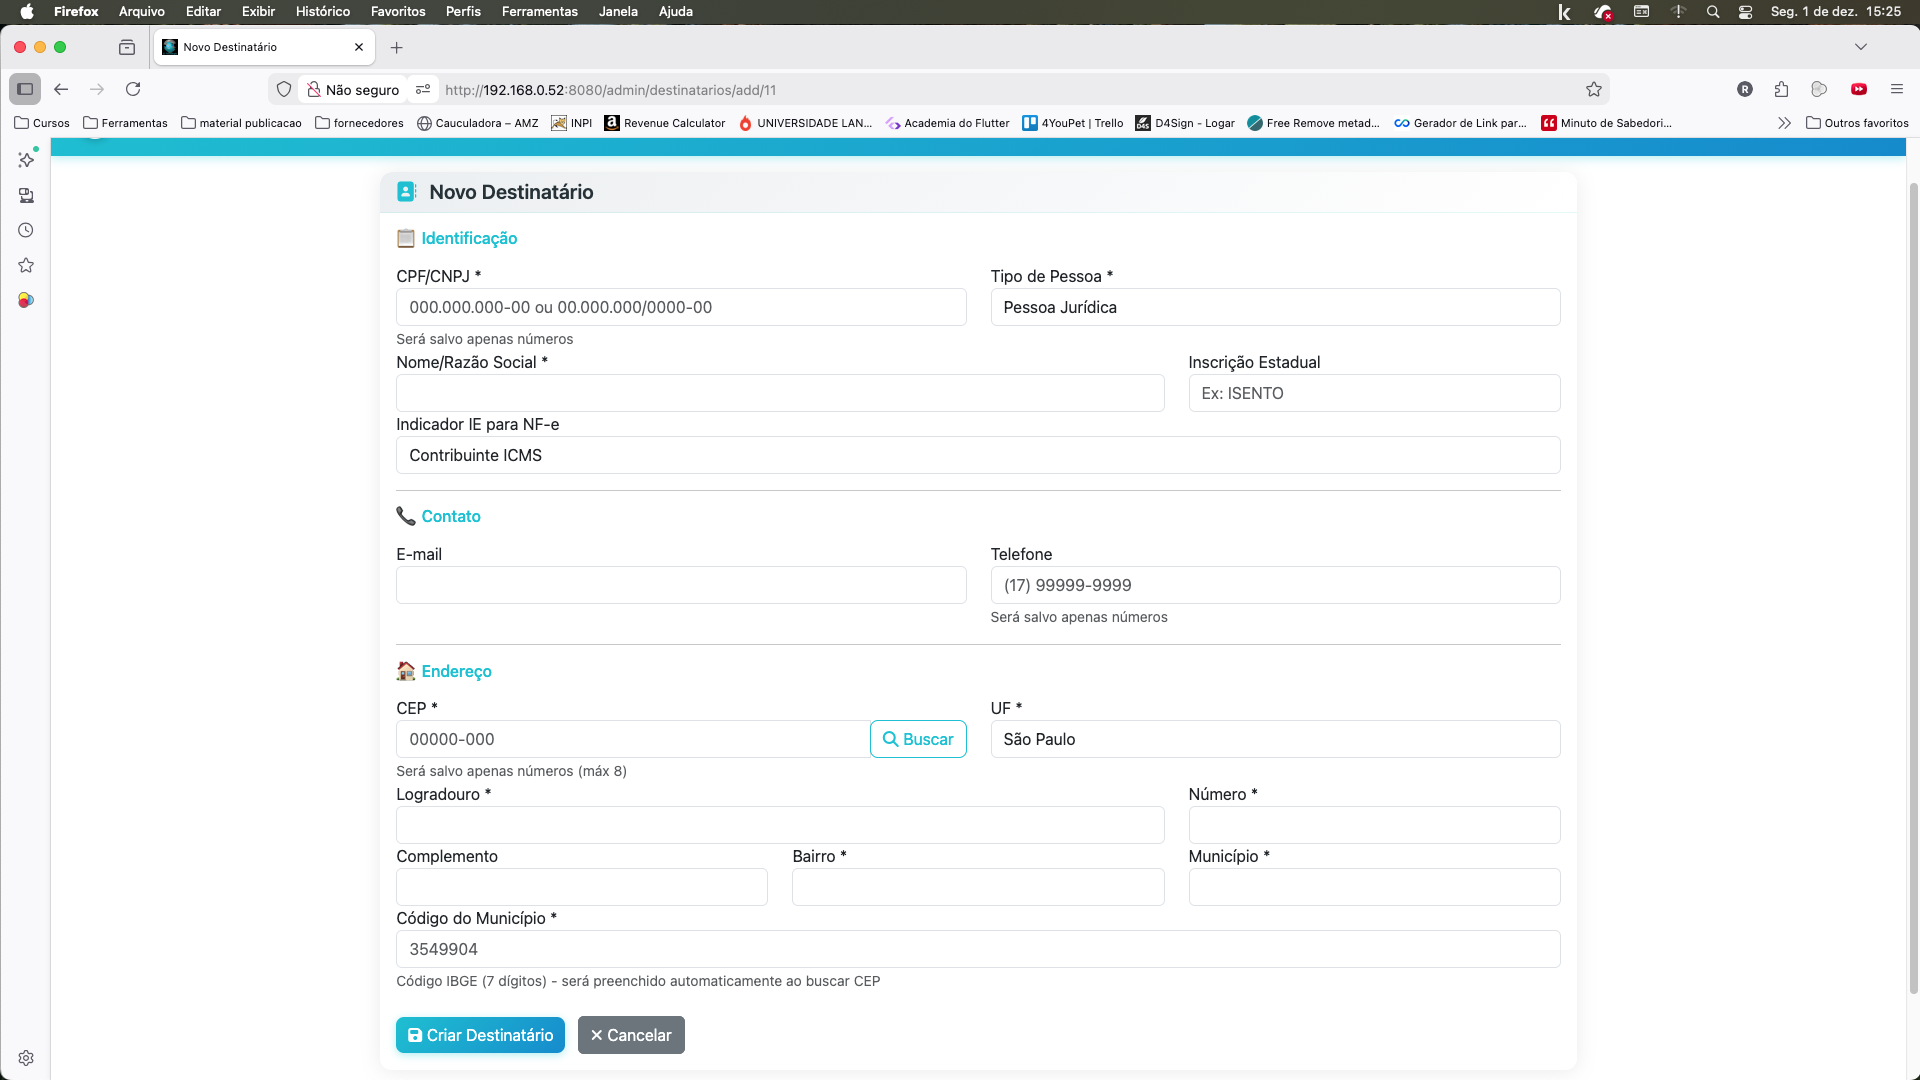 Firefox Arquivo Editar Exibir Histórico Favoritos Perfis Ferramentas Janela Ajuda Seg. 1 de dez. 15:25
Novo Destinatário
Não seguro http://192.168.0.52:8080/admin/destinatarios/add/11
R
Cursos Ferramentas material publicacao fornecedores Cauculadora – AMZ INPI Revenue Calculator UNIVERSIDADE LAN... Academia do Flutter 4YouPet | Trello D4Sign - Logar Free Remove metad... Gerador de Link par... Minuto de Sabedori... Outros favoritos
Novo Destinatário
Identificação
CPF/CNPJ * Tipo de Pessoa *
000.000.000-00 ou 00.000.000/0000-00 Pessoa Jurídica
Será salvo apenas números
Nome/Razão Social * Inscrição Estadual
Ex: ISENTO
Indicador IE para NF-e
Contribuinte ICMS
Contato
E-mail Telefone
(17) 99999-9999
Será salvo apenas números
Endereço
CEP * UF *
00000-000 Buscar São Paulo
Será salvo apenas números (máx 8)
Logradouro * Número *
Complemento Bairro * Município *
Código do Município *
3549904
Código IBGE (7 dígitos) - será preenchido automaticamente ao buscar CEP
Criar Destinatário Cancelar